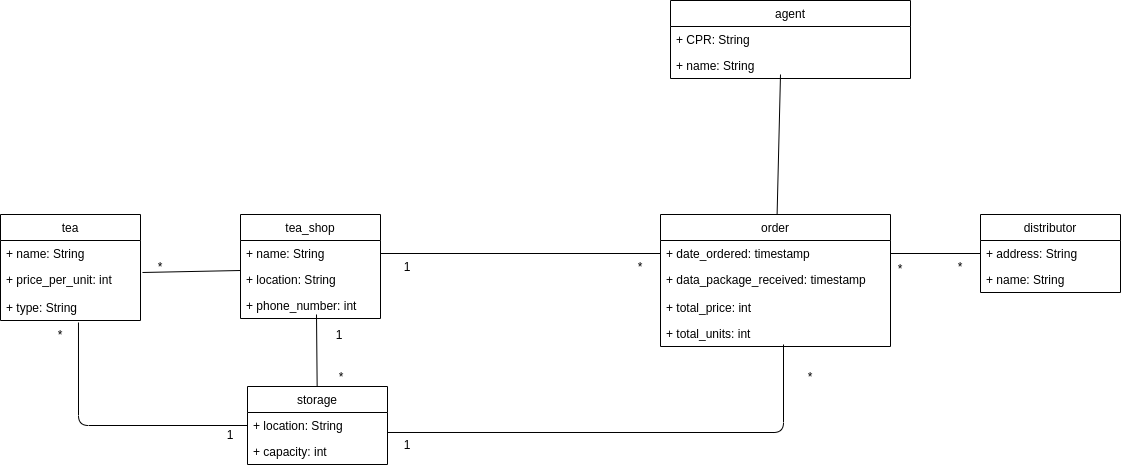 agent
+ CPR: String
+ name: String
tea
+ name: String
+ price_per_unit: int
+ type: String
*
*
tea_shop
+ name: String
+ location: String
+ phone_number: int
1
*
1
*
order
+ date_ordered: timestamp
+ data_package_received: timestamp
+ total_price: int
+ total_units: int
*
*
*
distributor
+ address: String
+ name: String
storage
+ location: String
+ capacity: int
1
1